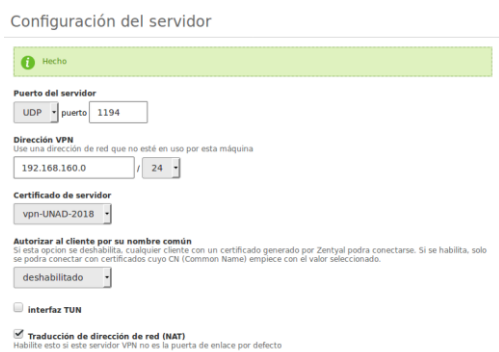 Configuración del servidor
Hecho
Puerto del servidor
UDP puerto 1194
Dirección VPN
Use una dirección de red que no esté en uso por esta máquina
192.168.160.0 / 24
Certificado de servidor
vpn-UNAD-2018
Autorizar al cliente por su nombre común
Si esta opcion se deshabilita, cualquier cliente con un certificado generado por Zentyal podra conectarse. Si se habilita, solo
se podra conectar con certificados cuyo CN (Common Name) empiece con el valor seleccionado.
deshabilitado
interfaz TUN
Traducción de dirección de red (NAT)
Habilite esto si este servidor VPN no es la puerta de enlace por defecto